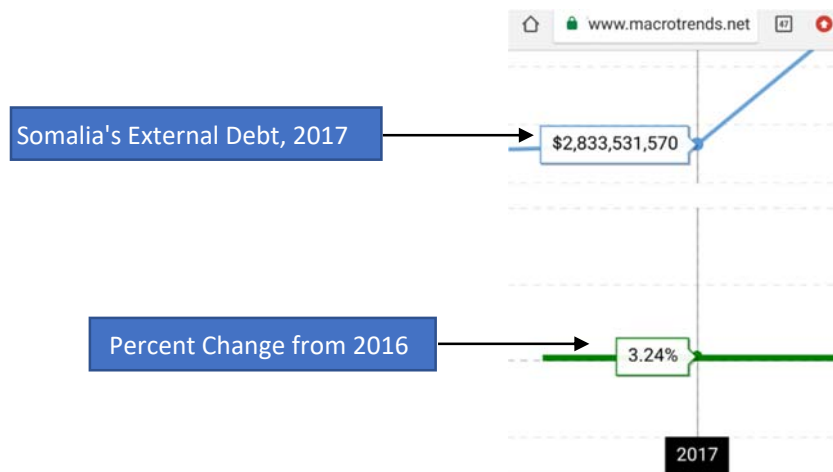 www.macrotrends.net
47
Somalia's External Debt, 2017
$2,833,531,570
Percent Change from 2016
3.24%
2017